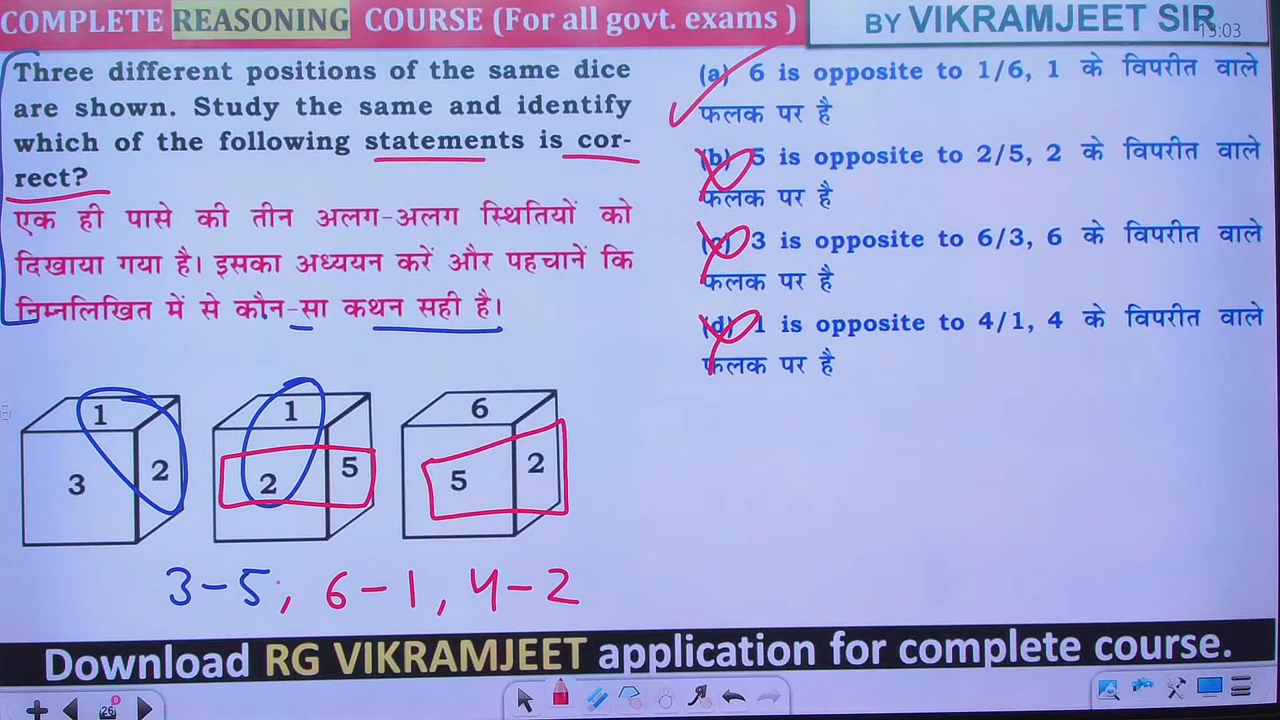 COMPLETE REASONING COURSE (For all govt. exams )
BY VIKRAMJEET SIR
Three different positions of the same dice
are shown. Study the same and identify
which of the following statements is cor-
rect?
एक ही पासे की तीन अलग-अलग स्थितियों को
दिखाया गया है। इसका अध्ययन करें और पहचानें कि
निम्नलिखित में से कौन-सा कथन सही है।
(a) 6 is opposite to 1/6, 1 के विपरीत वाले
फलक पर है
(b) 5 is opposite to 2/5, 2 के विपरीत वाले
फलक पर है
(c) 3 is opposite to 6/3, 6 के विपरीत वाले
फलक पर है
(d) 1 is opposite to 4/1, 4 के विपरीत वाले
फलक पर है
1 1 6
3 2 2 5 5 2
3-5; 6-1, 4-2
Download RG VIKRAMJEET application for complete course.
26